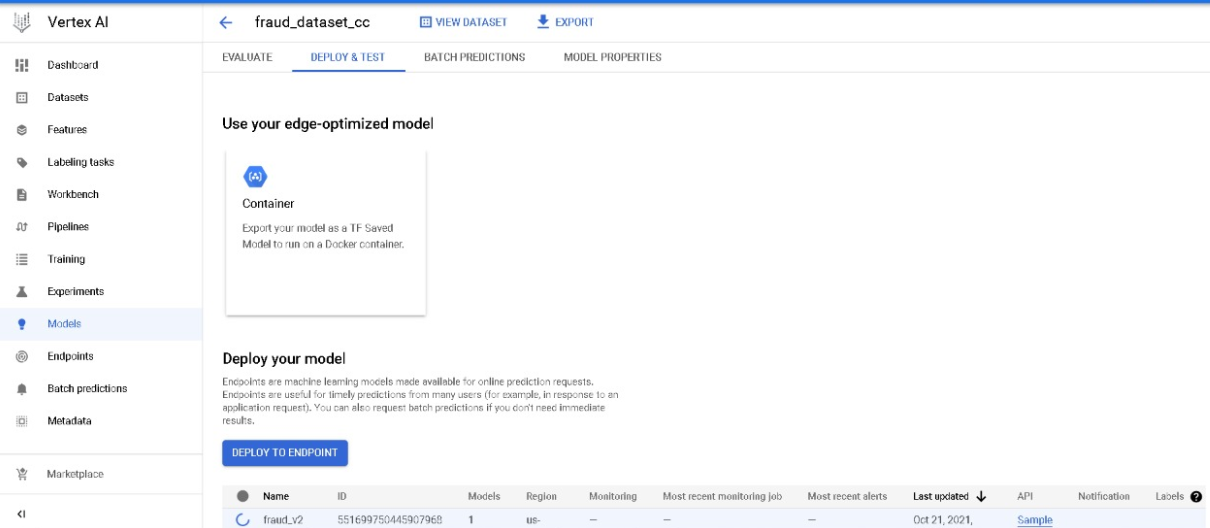 Vertex AI
fraud_dataset_cc
VIEW DATASET
EXPORT
EVALUATE
DEPLOY & TEST
BATCH PREDICTIONS
MODEL PROPERTIES
Dashboard
Datasets
Features
Labeling tasks
Workbench
Pipelines
Training
Experiments
Models
Endpoints
Batch predictions
Metadata
Marketplace
Use your edge-optimized model
Container
Export your model as a TF Saved
Model to run on a Docker container.
Deploy your model
Endpoints are machine learning models made available for online prediction requests.
Endpoints are useful for timely predictions from many users (for example, in response to an
application request). You can also request batch predictions if you don't need immediate
results.
DEPLOY TO ENDPOINT
Name ID Models Region Monitoring Most recent monitoring job Most recent alerts Last updated API Notification Labels
fraud_v2 551699750445907968 1 us- — — — Oct 21, 2021, Sample